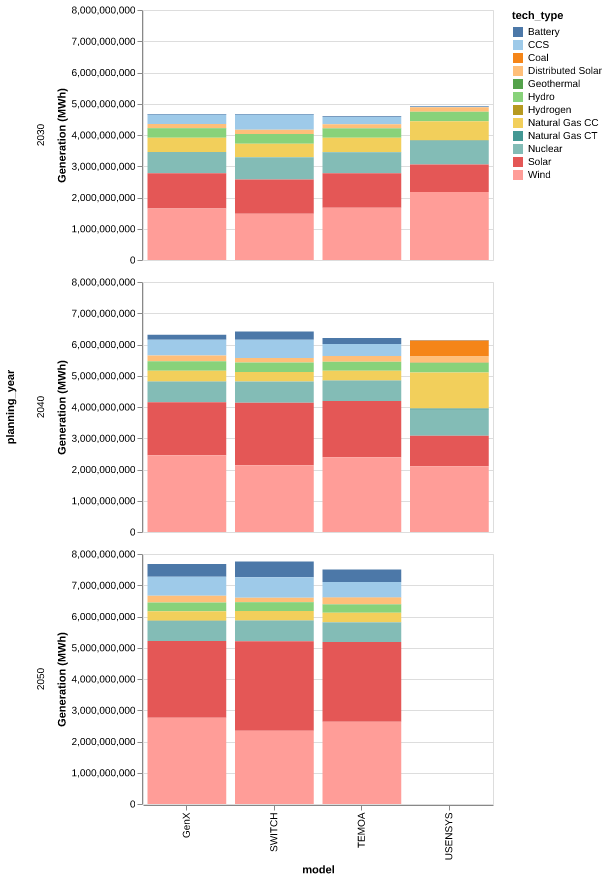 tech_type
Battery
CCS
Coal
Distributed Solar
Geothermal
Hydro
Hydrogen
Natural Gas CC
Natural Gas CT
Nuclear
Solar
Wind
planning_year
2030
Generation (MWh)
8,000,000,000
7,000,000,000
6,000,000,000
5,000,000,000
4,000,000,000
3,000,000,000
2,000,000,000
1,000,000,000
0
2040
Generation (MWh)
8,000,000,000
7,000,000,000
6,000,000,000
5,000,000,000
4,000,000,000
3,000,000,000
2,000,000,000
1,000,000,000
0
2050
Generation (MWh)
8,000,000,000
7,000,000,000
6,000,000,000
5,000,000,000
4,000,000,000
3,000,000,000
2,000,000,000
1,000,000,000
0
GenX
SWITCH
TEMOA
USENSYS
model